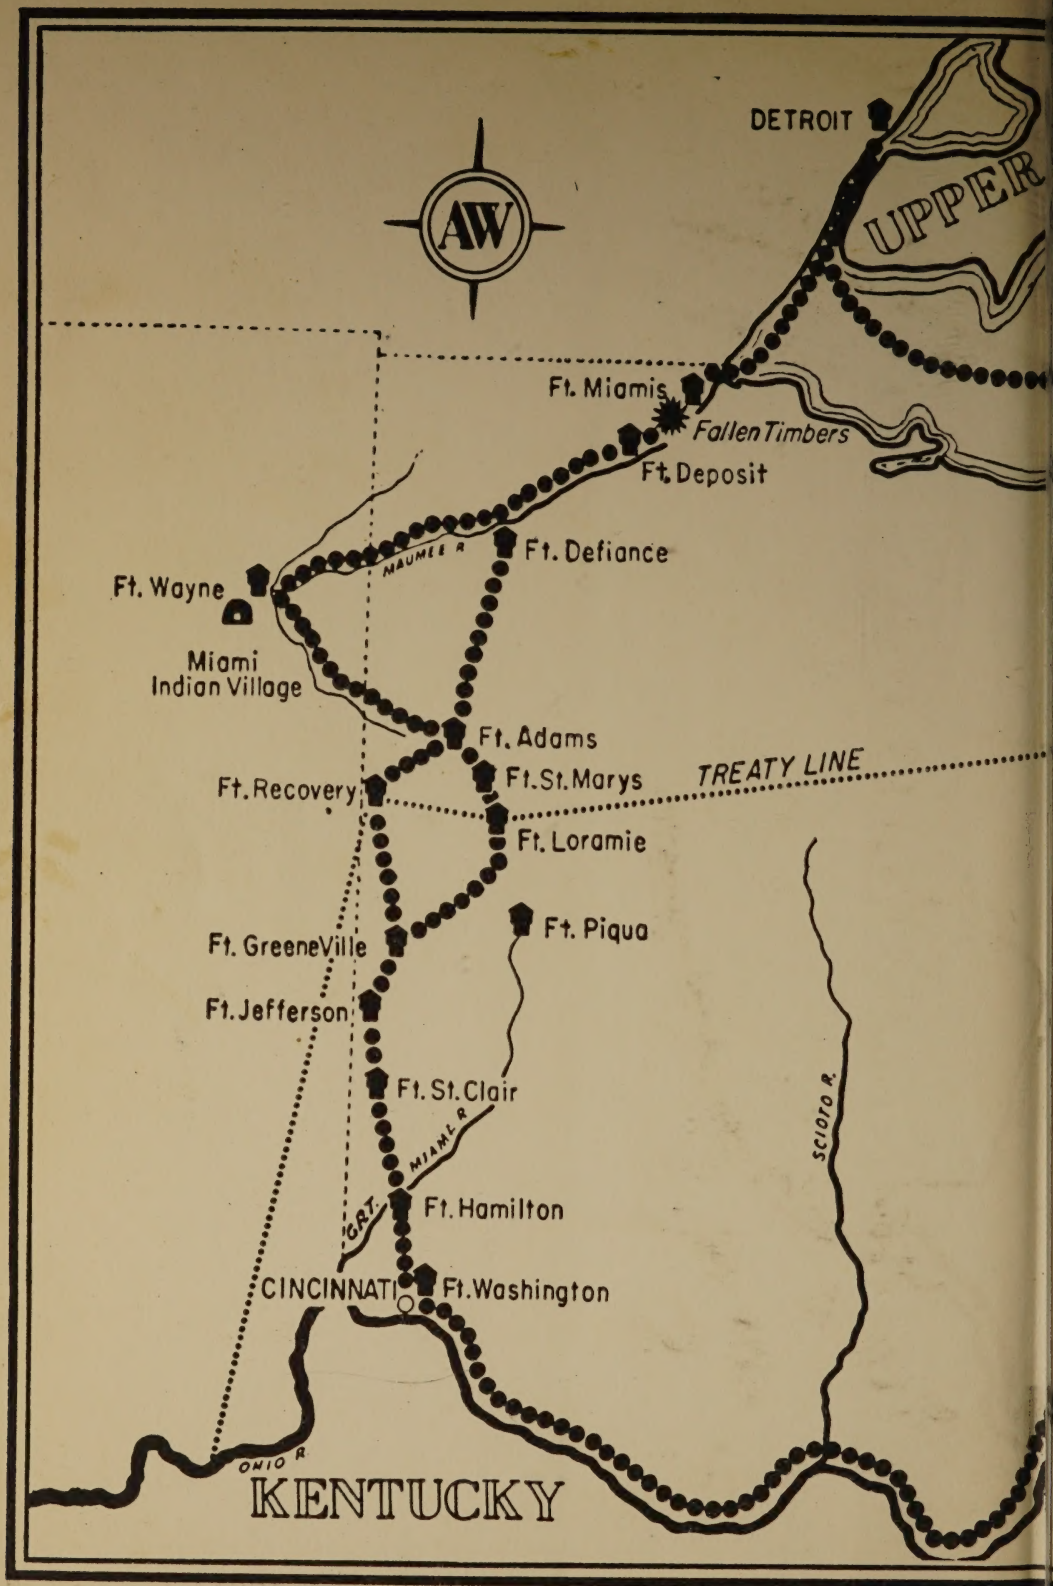 DETROIT
AW
UPPER
Ft. Miamis
Fallen Timbers
Ft. Deposit
MAUMEE R
Ft. Defiance
Ft. Wayne
Miami
Indian Village
Ft. Adams
Ft. Recovery
Ft. St. Marys
TREATY LINE
Ft. Loramie
Ft. Piqua
Ft. GreeneVille
Ft. Jefferson
Ft. St. Clair
SCIOTO R.
GRT. MIAMI R
Ft. Hamilton
CINCINNATI
Ft. Washington
OHIO R
KENTUCKY